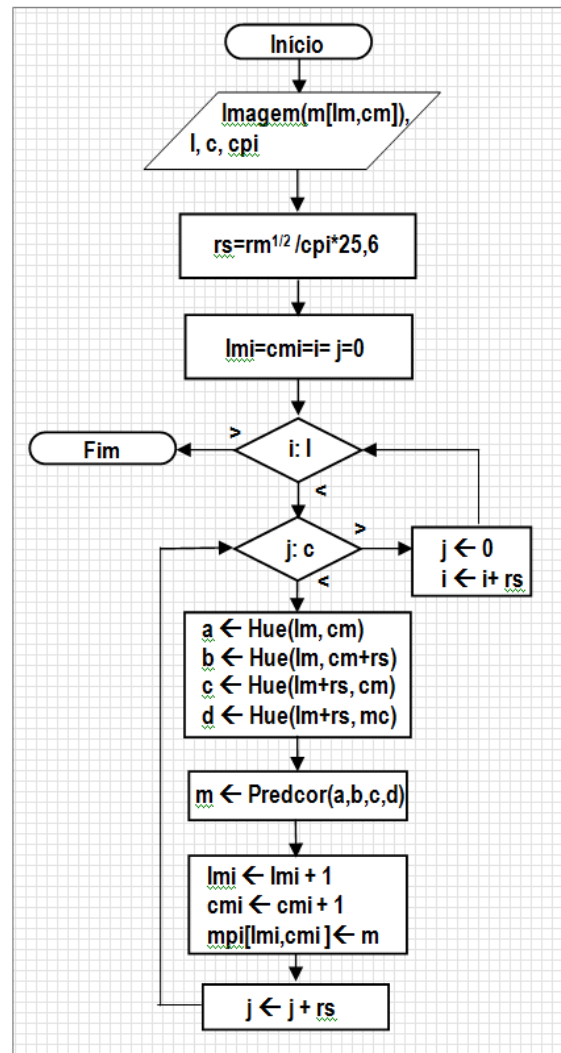 Início
Imagem(m[lm,cm]),
l, c, cpi
rs=rm^1/2 /cpi*25,6
lmi=cmi=i= j=0
>
i: l
Fim
<
>
j: c
<
j ← 0
i ← i+ rs
a ← Hue(lm, cm)
b ← Hue(lm, cm+rs)
c ← Hue(lm+rs, cm)
d ← Hue(lm+rs, mc)
m ← Predcor(a,b,c,d)
lmi ← lmi + 1
cmi ← cmi + 1
mpi[lmi,cmi ] ← m
j ← j + rs